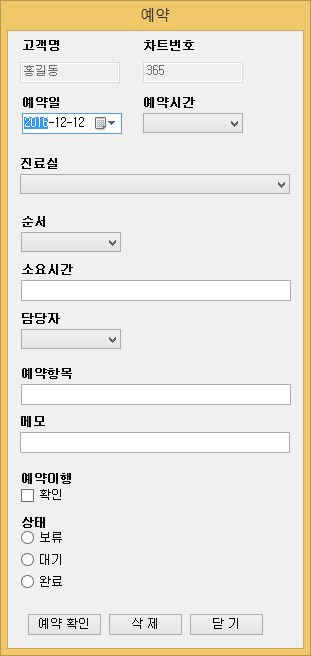 예약
고객명 차트번호
홍길동 365
예약일 예약시간
2016-12-12
진료실
순서
소요시간
담당자
예약항목
메모
예약이행
확인
상태
보류
대기
완료
예약 확인 삭 제 닫 기